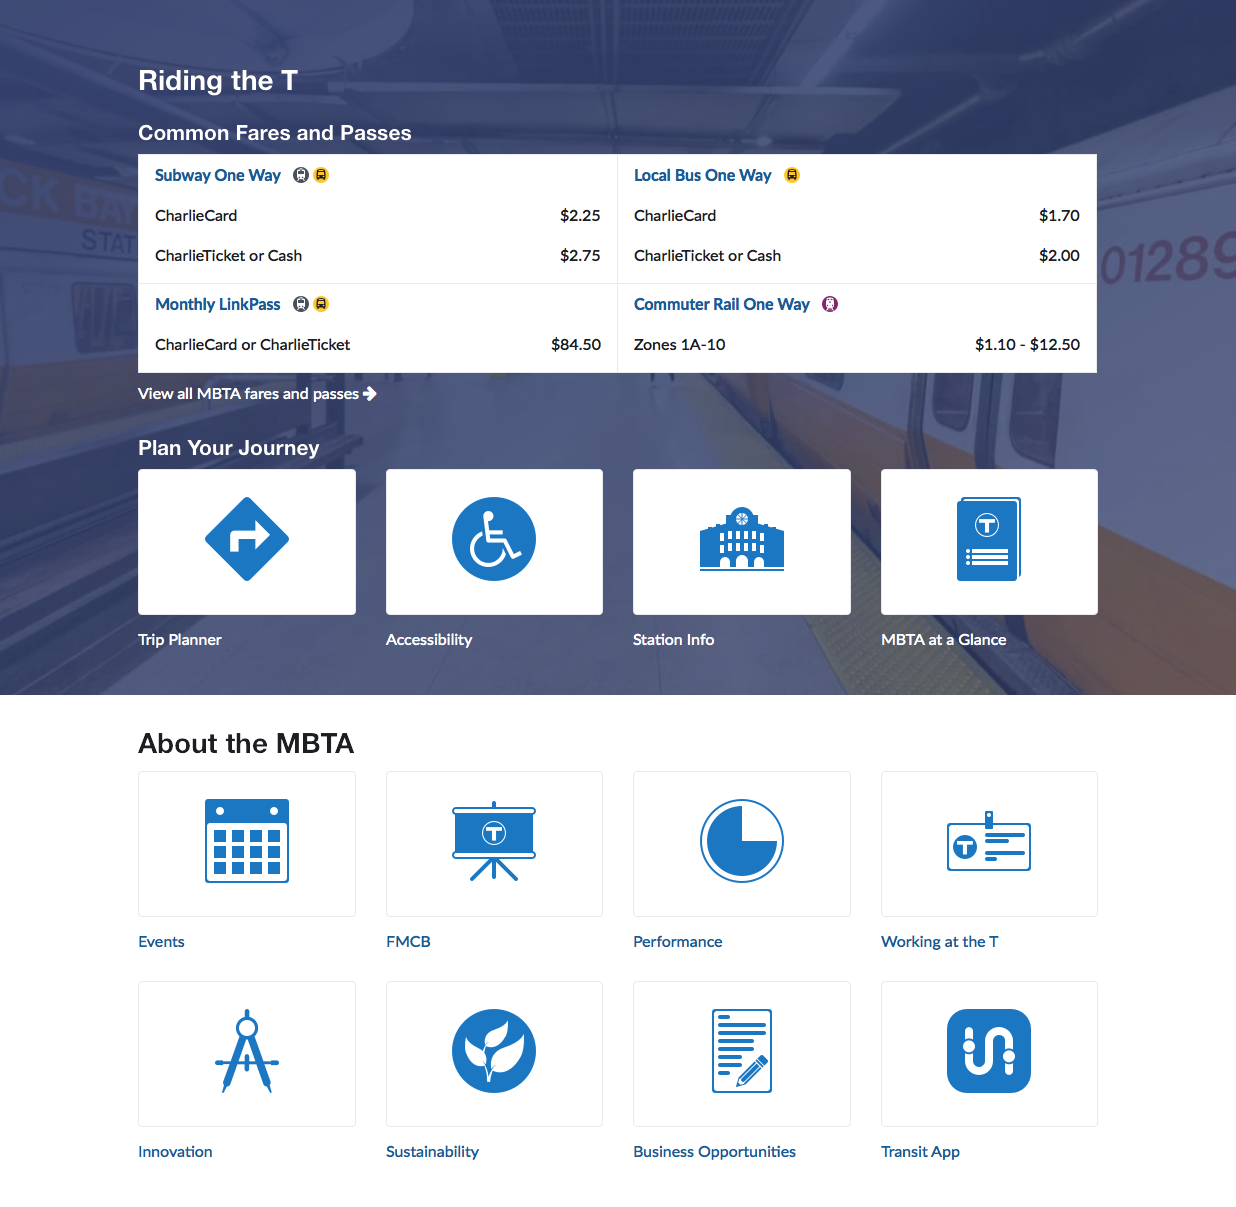 Riding the T
Common Fares and Passes
Subway One Way
CharlieCard $2.25
CharlieTicket or Cash $2.75
Local Bus One Way
CharlieCard $1.70
CharlieTicket or Cash $2.00
Monthly LinkPass
CharlieCard or CharlieTicket $84.50
Commuter Rail One Way
Zones 1A-10 $1.10 - $12.50
View all MBTA fares and passes
CK BAY
STAT
01289
Plan Your Journey
T
Trip Planner
Accessibility
Station Info
MBTA at a Glance
About the MBTA
T
T
Events
FMCB
Performance
Working at the T
Innovation
Sustainability
Business Opportunities
Transit App